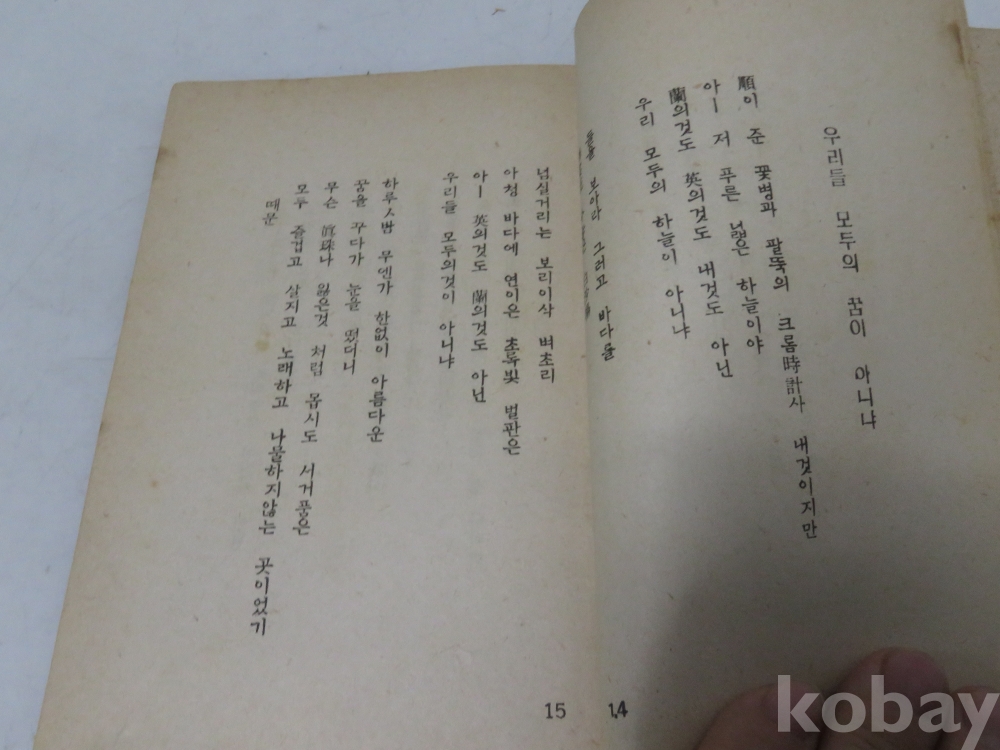 우리들 모두의 꿈이 아니냐
順이 준 꽃병과 팔뚝의 크롬時計사 내것이지만
아ㅡ 저 푸른 넓은 하늘이야
蘭의것도 英의것도 내것도 아닌
우리 모두의 하늘이 아니냐
보아라 그러고 바다를
넘실거리는 보리이삭 벼초리
아청 바다에 연이은 초록빛 벌판은
아ㅡ 英의것도 蘭의것도 아닌
우리들 모두의것이 아니냐
하루ㅅ밤 무엔가 한없이 아름다운
꿈을 꾸다가 눈을 떴더니
무슨 眞珠나 잃은것 처럼 몹시도 서거품은
모두 즐겁고 살지고 노래하고 나물하지않는 곳이었기
때문
14
15
kobay